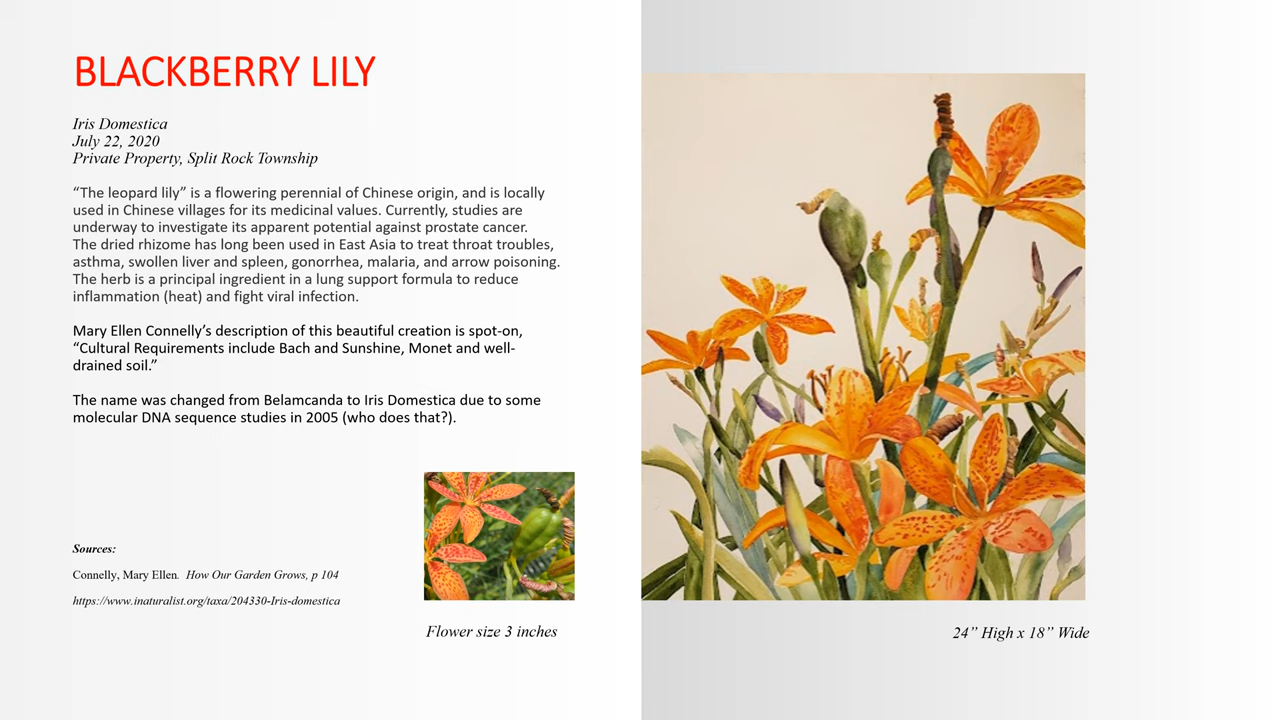 BLACKBERRY LILY
Iris Domestica
July 22, 2020
Private Property, Split Rock Township
“The leopard lily” is a flowering perennial of Chinese origin, and is locally
used in Chinese villages for its medicinal values. Currently, studies are
underway to investigate its apparent potential against prostate cancer.
The dried rhizome has long been used in East Asia to treat throat troubles,
asthma, swollen liver and spleen, gonorrhea, malaria, and arrow poisoning.
The herb is a principal ingredient in a lung support formula to reduce
inflammation (heat) and fight viral infection.
Mary Ellen Connelly’s description of this beautiful creation is spot-on,
“Cultural Requirements include Bach and Sunshine, Monet and well-
drained soil.”
The name was changed from Belamcanda to Iris Domestica due to some
molecular DNA sequence studies in 2005 (who does that?).
Sources:
Connelly, Mary Ellen. How Our Garden Grows, p 104
https://www.inaturalist.org/taxa/204330-Iris-domestica
Flower size 3 inches
24” High x 18” Wide